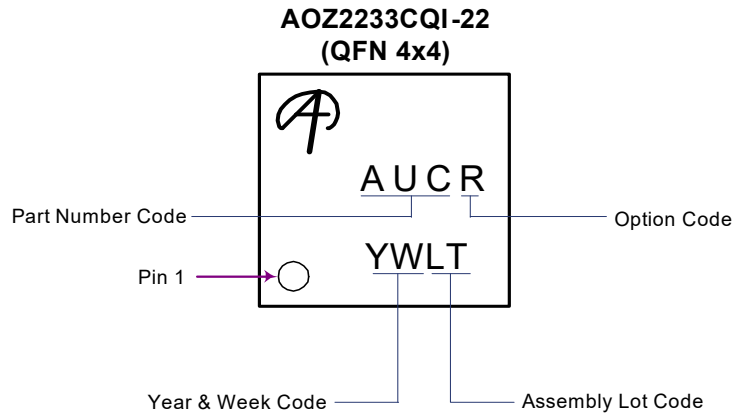 AOZ2233CQI-22
(QFN 4x4)
AUCR
Part Number Code
Option Code
YWLT
Pin 1
Year & Week Code
Assembly Lot Code